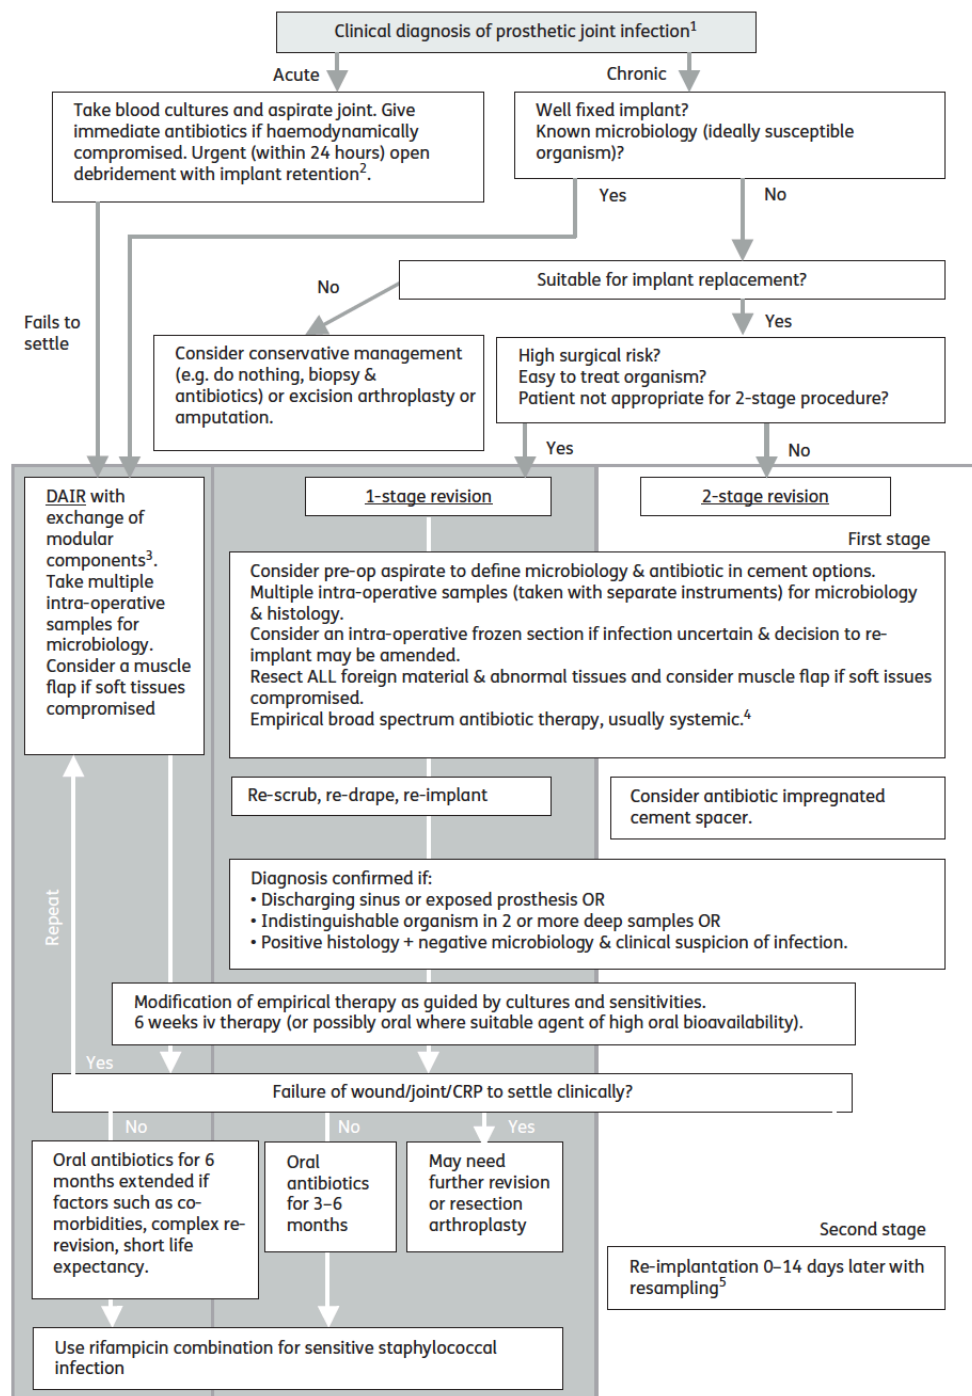 Clinical diagnosis of prosthetic joint infection1
Acute
Chronic
Take blood cultures and aspirate joint. Give
immediate antibiotics if haemodynamically
compromised. Urgent (within 24 hours) open
debridement with implant retention2.
Well fixed implant?
Known microbiology (ideally susceptible
organism)?
Yes
No
Suitable for implant replacement?
No
Yes
Fails to
settle
Consider conservative management
(e.g. do nothing, biopsy &
antibiotics) or excision arthroplasty or
amputation.
High surgical risk?
Easy to treat organism?
Patient not appropriate for 2-stage procedure?
Yes
No
DAIR with
exchange of
modular
components3.
Take multiple
intra-operative
samples for
microbiology.
Consider a muscle
flap if soft tissues
compromised
1-stage revision
2-stage revision
First stage
Consider pre-op aspirate to define microbiology & antibiotic in cement options.
Multiple intra-operative samples (taken with separate instruments) for microbiology
& histology.
Consider an intra-operative frozen section if infection uncertain & decision to re-
implant may be amended.
Resect ALL foreign material & abnormal tissues and consider muscle flap if soft issues
compromised.
Empirical broad spectrum antibiotic therapy, usually systemic.4
Re-scrub, re-drape, re-implant
Consider antibiotic impregnated
cement spacer.
Repeat
Diagnosis confirmed if:
• Discharging sinus or exposed prosthesis OR
• Indistinguishable organism in 2 or more deep samples OR
• Positive histology + negative microbiology & clinical suspicion of infection.
Modification of empirical therapy as guided by cultures and sensitivities.
6 weeks iv therapy (or possibly oral where suitable agent of high oral bioavailability).
Yes
Failure of wound/joint/CRP to settle clinically?
No
No
Yes
Oral antibiotics for 6
months extended if
factors such as co-
morbidities, complex re-
revision, short life
expectancy.
Oral
antibiotics
for 3–6
months
May need
further revision
or resection
arthroplasty
Second stage
Re-implantation 0–14 days later with
resampling5
Use rifampicin combination for sensitive staphylococcal
infection